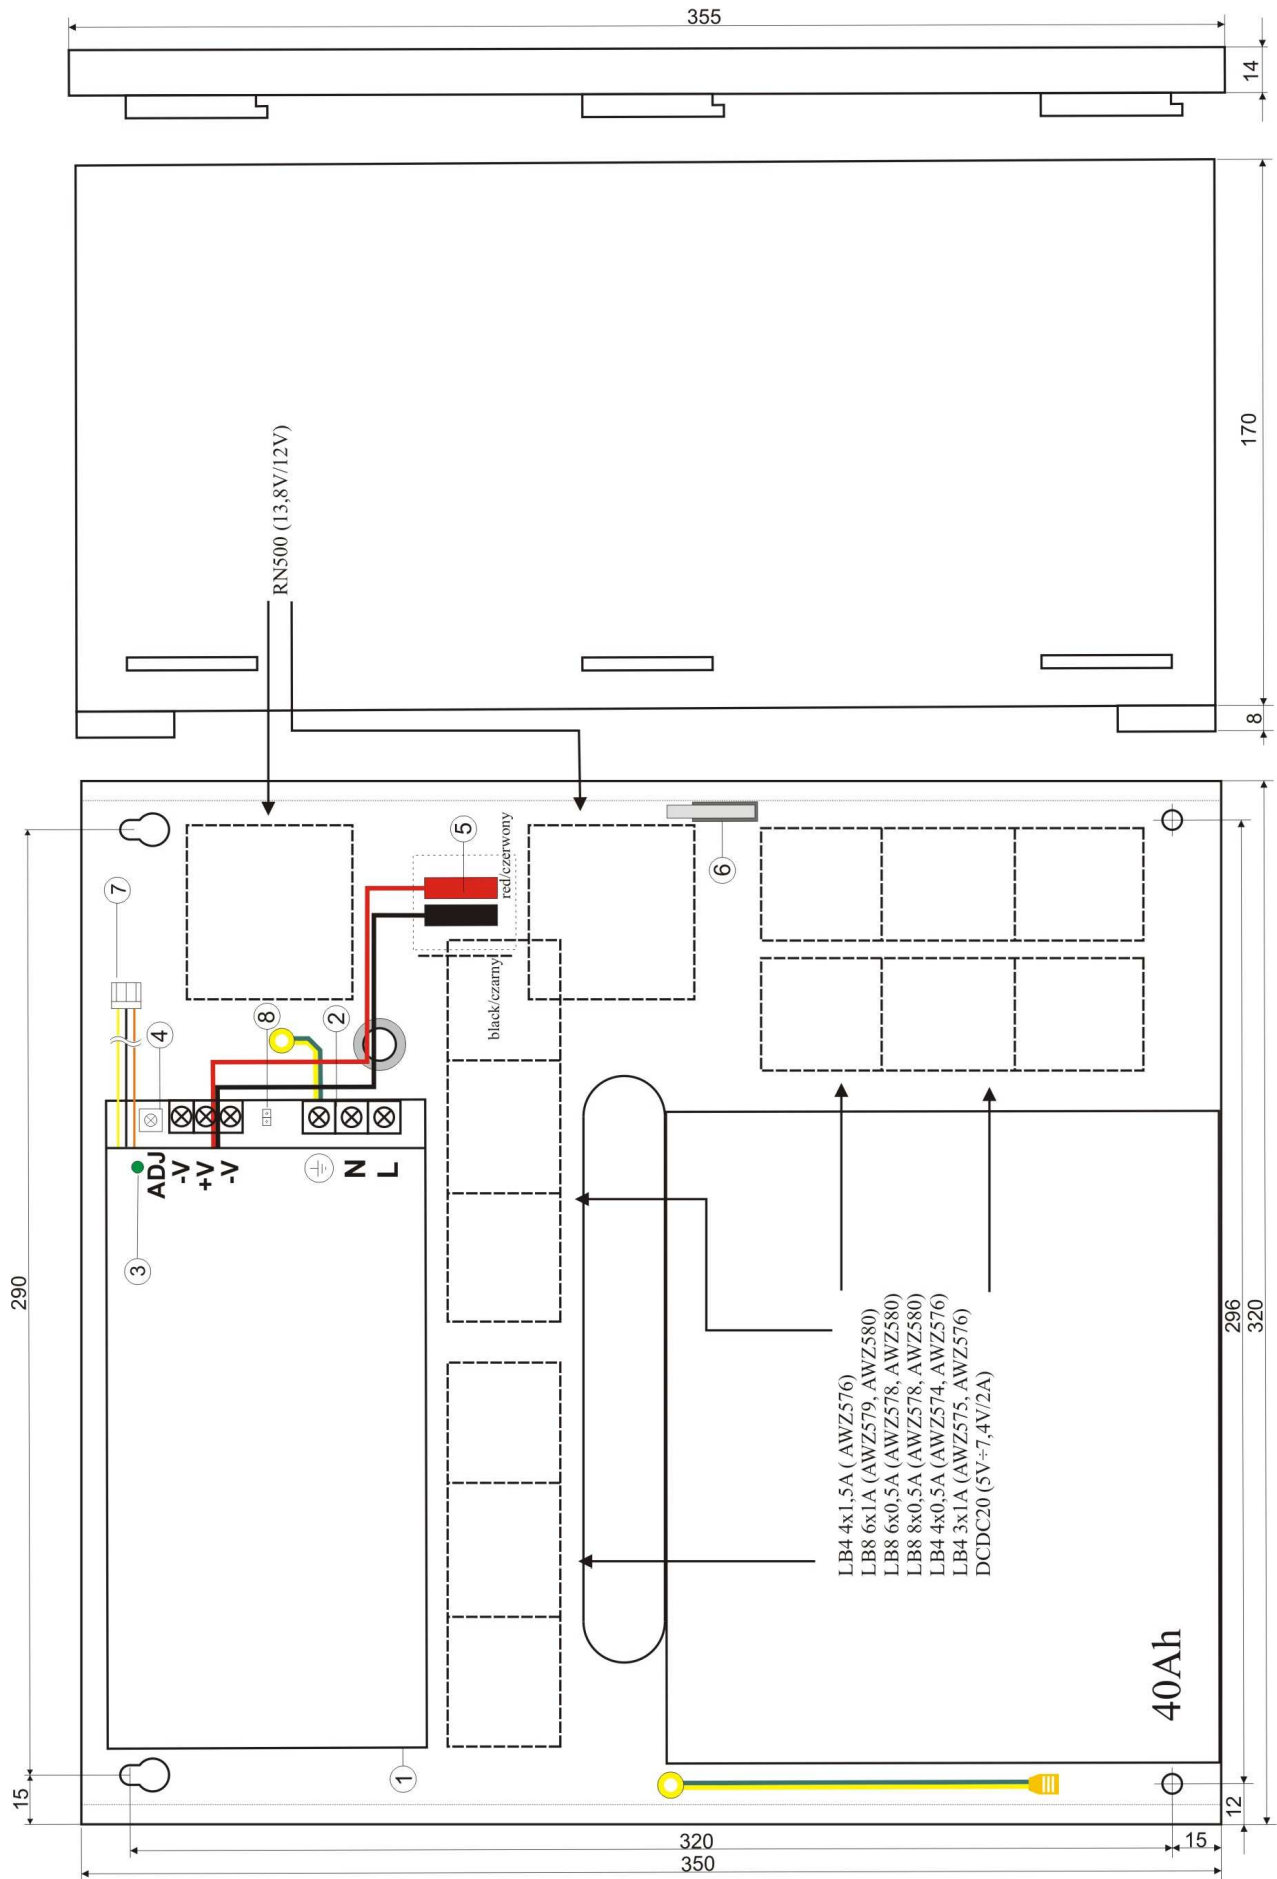 355
14
170
8
RN500 (13,8V/12V)
7
4
8
2
5
red/czerwony
black/czarny
6
ADJ
-V
+V
-V
N
L
3
1
290
15
296
320
12
LB4 4x1,5A ( AWZ576)
LB8 6x1A (AWZ579, AWZ580)
LB8 6x0,5A (AWZ578, AWZ580)
LB8 8x0,5A (AWZ578, AWZ580)
LB4 4x0,5A (AWZ574, AWZ576)
LB4 3x1A (AWZ575, AWZ576)
DCDC20 (5V÷7,4V/2A)
40Ah
320
15
350